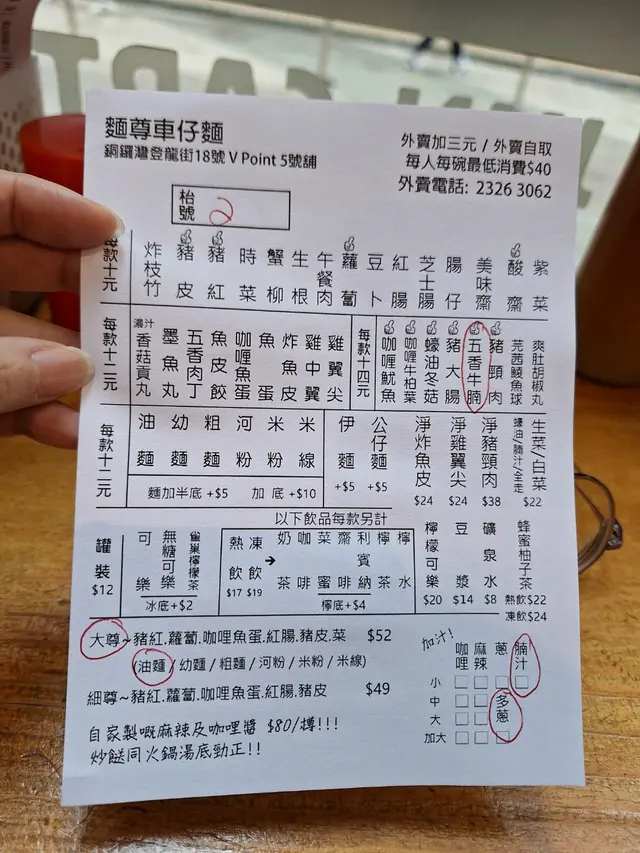 麵尊車仔麵
銅鑼灣登龍街18號 V Point 5號舖
外賣加三元 / 外賣自取
每人每碗最低消費$40
外賣電話: 2326 3062
枱號 2
每款十元
炸枝竹
豬皮
豬紅
時菜
蟹柳
生根
午餐肉
蘿蔔
豆卜
紅腸
芝士腸
腸仔
美味齋
酸齋
紫菜
每款十二元
濃汁香菇貢丸
墨魚丸
五香肉丁
魚皮餃
咖喱魚蛋
魚蛋
炸魚皮
雞中翼
雞翼尖
每款十四元
咖喱魷魚
咖喱牛柏葉
蠔油冬菇
豬大腸
五香牛腩
豬頸肉
芫茜鯪魚球
爽肚胡椒丸
每款十二元
油麵
幼麵
粗麵
河粉
米粉
米線
麵加半底 +$5 加底 +$10
伊麵 +$5
公仔麵 +$5
淨炸魚皮 $24
淨雞翼尖 $24
淨豬頸肉 $38
生菜/白菜
蠔油/腩汁/全走
$22
以下飲品每款另計
罐裝 $12
可樂
無糖可樂
雀巢檸檬茶
冰底+$2
熱飲 $17
凍飲 $19
→
奶茶
咖啡
菜蜜
齋啡
利賓納
檸茶
檸水
檸底+$4
檸檬可樂 $20
豆漿 $14
礦泉水 $8
蜂蜜柚子茶
熱飲$22
凍飲$24
大尊~豬紅.蘿蔔.咖哩魚蛋.紅腸.豬皮.菜 $52
(油麵 / 幼麵 / 粗麵 / 河粉 / 米粉 / 米線)
細尊~豬紅.蘿蔔.咖哩魚蛋.紅腸.豬皮 $49
自家製嘅麻辣及咖哩醬 $80/樽!!!
炒餸同火鍋湯底勁正!!
加汁!
咖哩
麻辣
蔥
腩汁
小
中
大
加大
多蔥